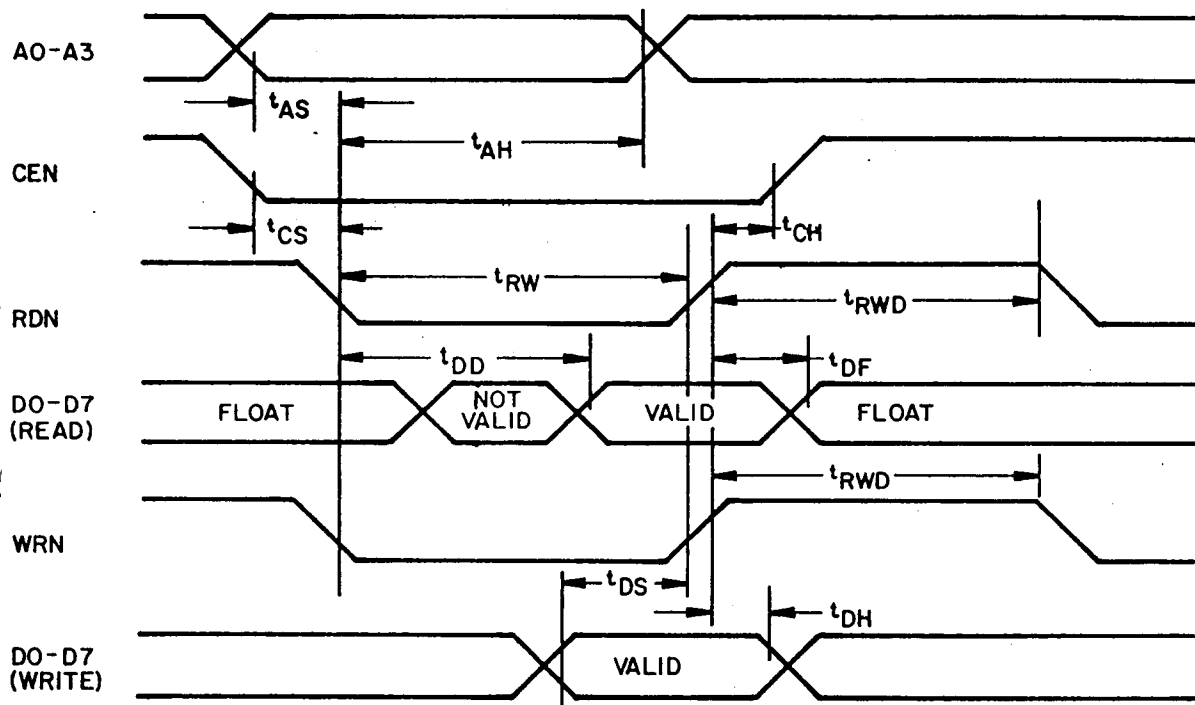 A0-A3
tAS
tAH
CEN
tCS
tCH
tRW
tRWD
RDN
tDD
tDF
D0-D7
(READ)
FLOAT
NOT
VALID
VALID
FLOAT
tRWD
WRN
tDS
tDH
D0-D7
(WRITE)
VALID